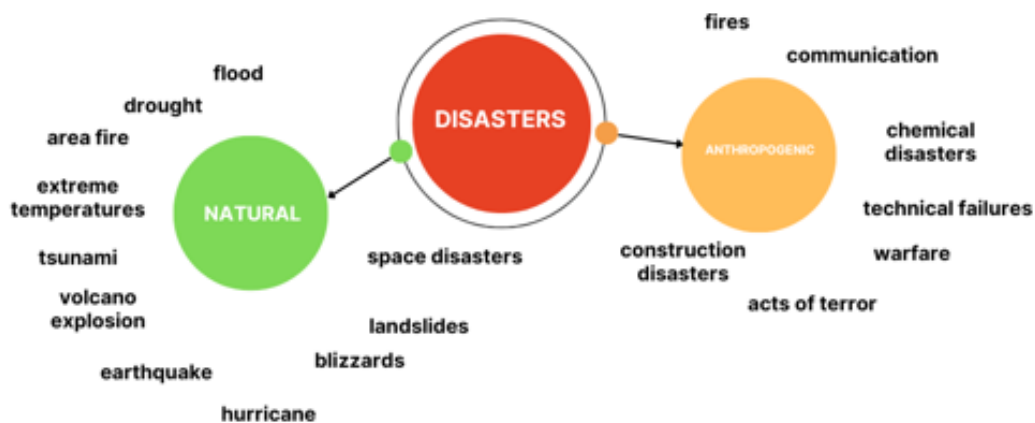 DISASTERS
NATURAL
flood
drought
area fire
extreme
temperatures
tsunami
volcano
explosion
earthquake
hurricane
blizzards
landslides
space disasters
ANTHROPOGENIC
fires
communication
chemical
disasters
technical failures
warfare
acts of terror
construction
disasters